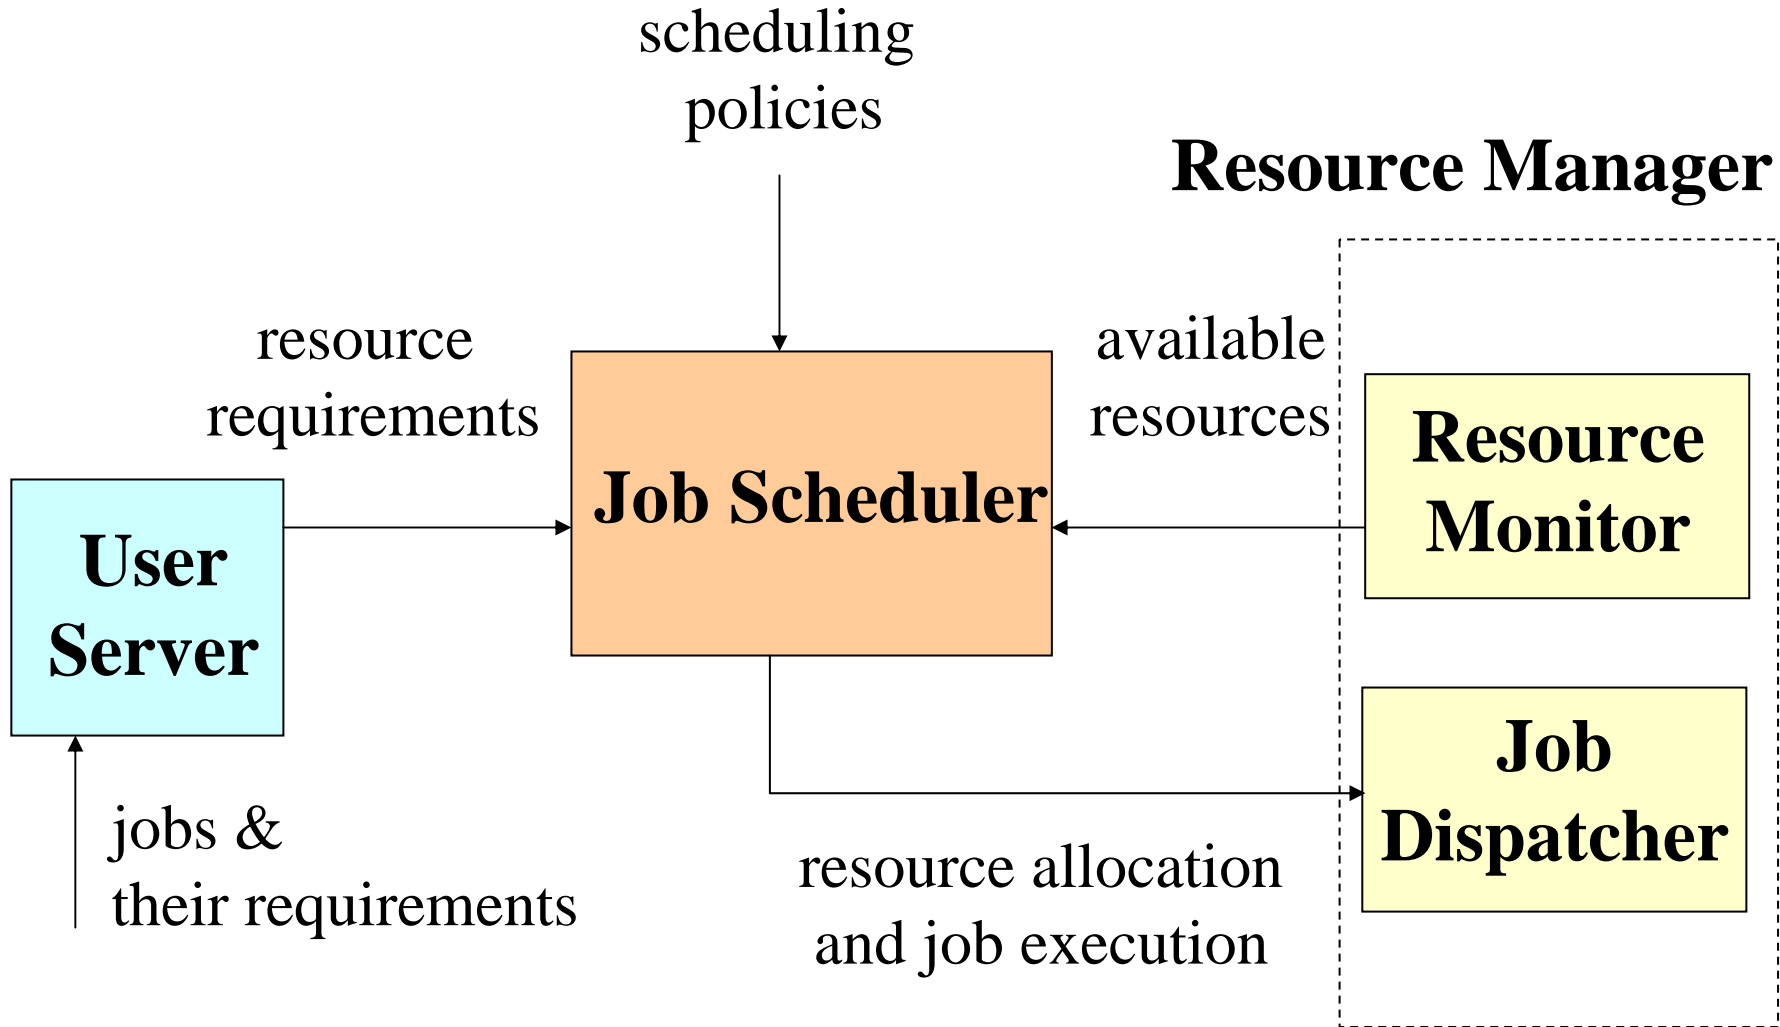 scheduling
policies
Resource Manager
resource
requirements
available
resources
Job Scheduler
Resource
Monitor
User
Server
Job
Dispatcher
jobs &
their requirements
resource allocation
and job execution